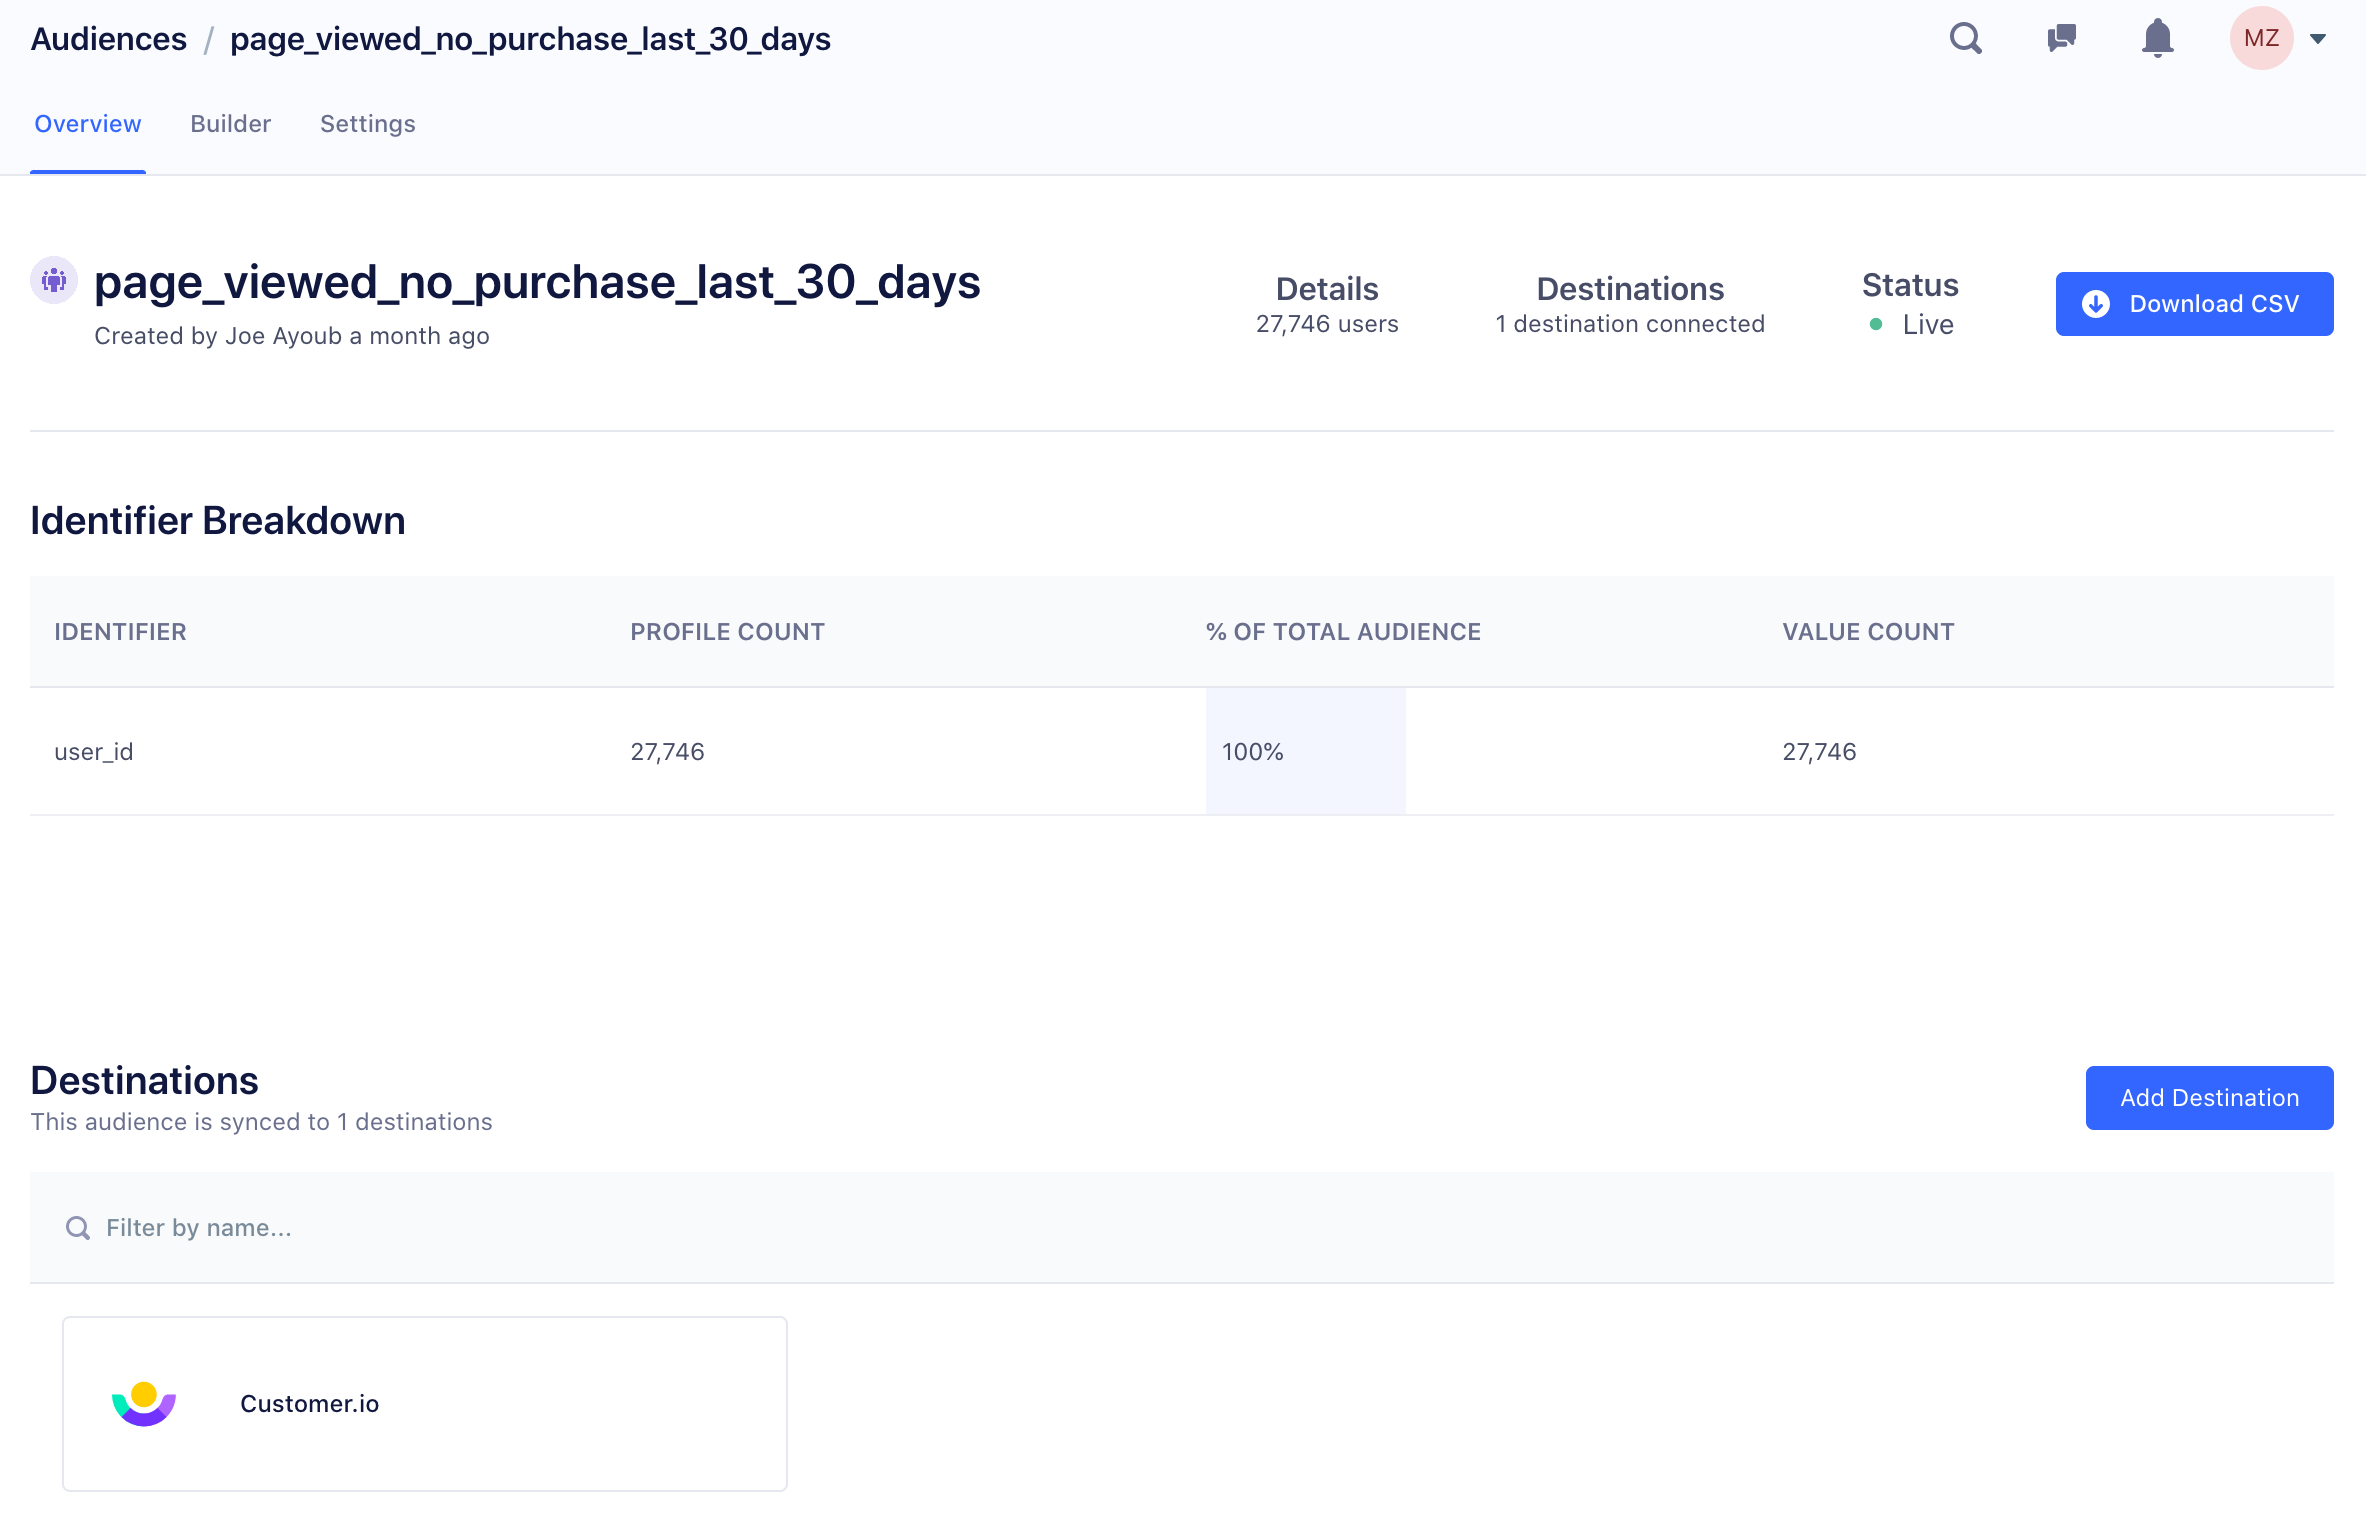 Audiences / page_viewed_no_purchase_last_30_days
MZ
Overview Builder Settings
page_viewed_no_purchase_last_30_days
Created by Joe Ayoub a month ago
Details
27,746 users
Destinations
1 destination connected
Status
Live
Download CSV
Identifier Breakdown
IDENTIFIER PROFILE COUNT % OF TOTAL AUDIENCE VALUE COUNT
user_id 27,746 100% 27,746
Destinations
This audience is synced to 1 destinations
Add Destination
Filter by name...
Customer.io